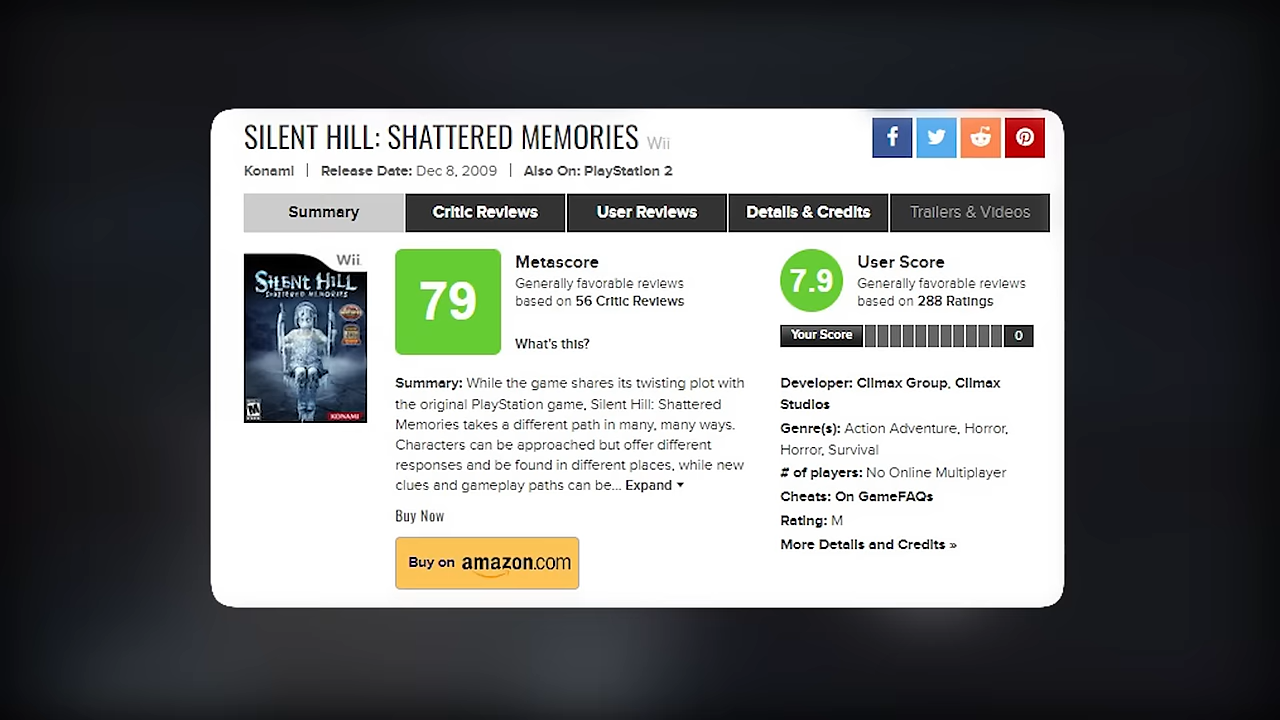 SILENT HILL: SHATTERED MEMORIES Wii
Konami | Release Date: Dec 8, 2009 | Also On: PlayStation 2
Summary Critic Reviews User Reviews Details & Credits Trailers & Videos
Wii
SILENT HILL
SHATTERED MEMORIES
M
KONAMI
79
Metascore
Generally favorable reviews
based on 56 Critic Reviews
What's this?
7.9
User Score
Generally favorable reviews
based on 288 Ratings
Your Score 0
Summary: While the game shares its twisting plot with
the original PlayStation game, Silent Hill: Shattered
Memories takes a different path in many, many ways.
Characters can be approached but offer different
responses and be found in different places, while new
clues and gameplay paths can be... Expand
Buy Now
Buy on amazon.com
Developer: Climax Group, Climax
Studios
Genre(s): Action Adventure, Horror,
Horror, Survival
# of players: No Online Multiplayer
Cheats: On GameFAQs
Rating: M
More Details and Credits »